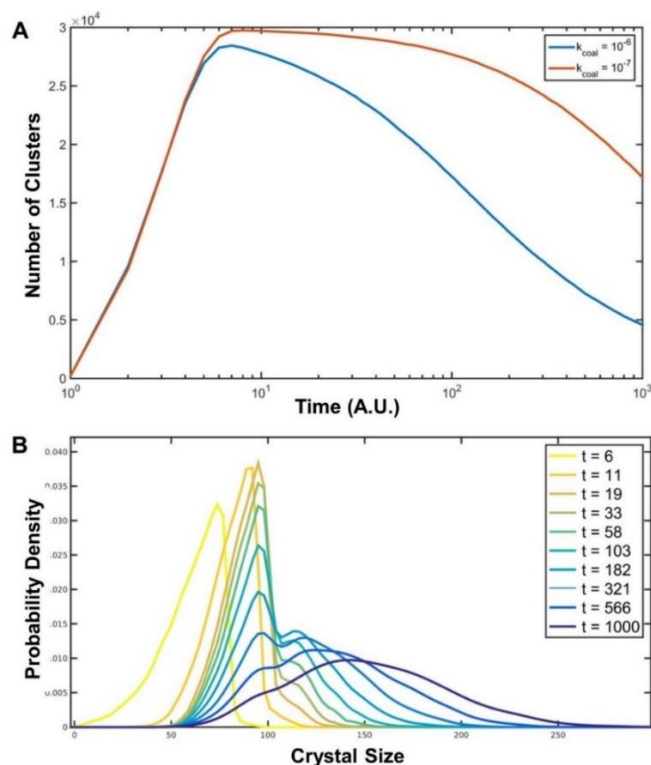 A
×10⁴
3
2.5
2
1.5
1
0.5
0
Number of Clusters
k_coal = 10⁻⁶
k_coal = 10⁻⁷
10⁰ 10¹ 10² 10³
Time (A.U.)
B
0.040
.035
0.030
0.025
0.020
.015
0.010
.005
0
Probability Density
t = 6
t = 11
t = 19
t = 33
t = 58
t = 103
t = 182
t = 321
t = 566
t = 1000
0 50 100 150 200 250
Crystal Size